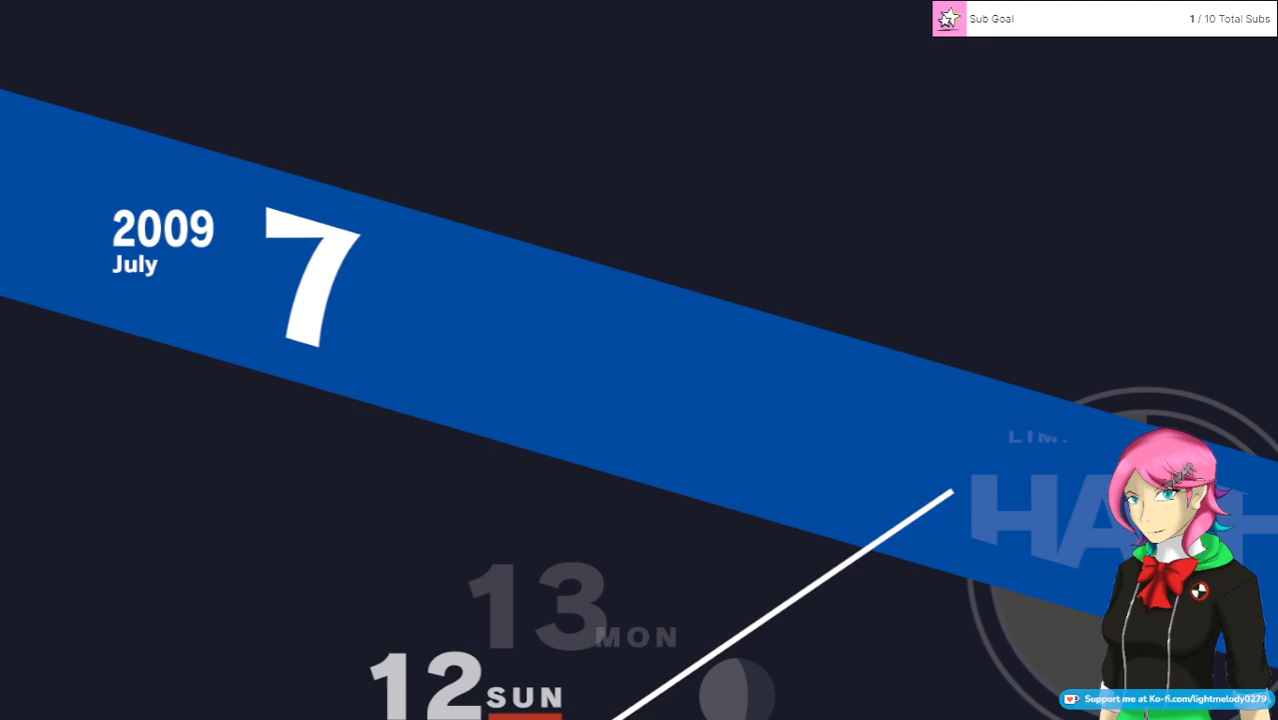 Sub Goal 1 / 10 Total Subs
2009
July
7
13 MON
12 SUN
Support me at Ko-fi.com/lightmelody0279